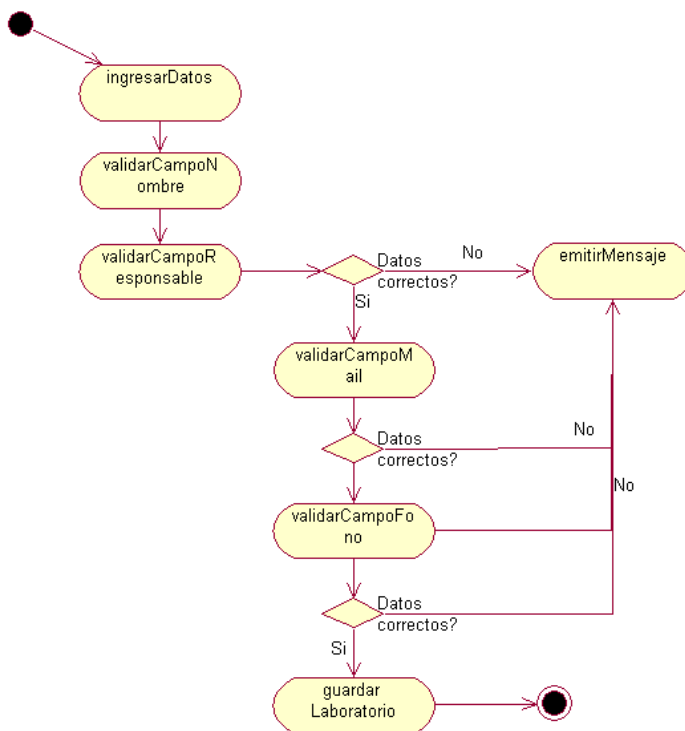 ingresarDatos
validarCampoN
ombre
validarCampoR
esponsable
Datos
correctos?
No
emitirMensaje
Si
validarCampoM
ail
Datos
correctos?
No
No
validarCampoFo
no
Datos
correctos?
Si
guardar
Laboratorio